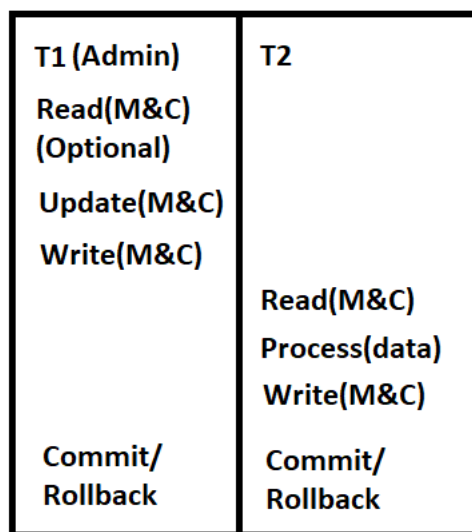 T1 (Admin)
Read(M&C)
(Optional)
Update(M&C)
Write(M&C)
Commit/
Rollback
T2
Read(M&C)
Process(data)
Write(M&C)
Commit/
Rollback